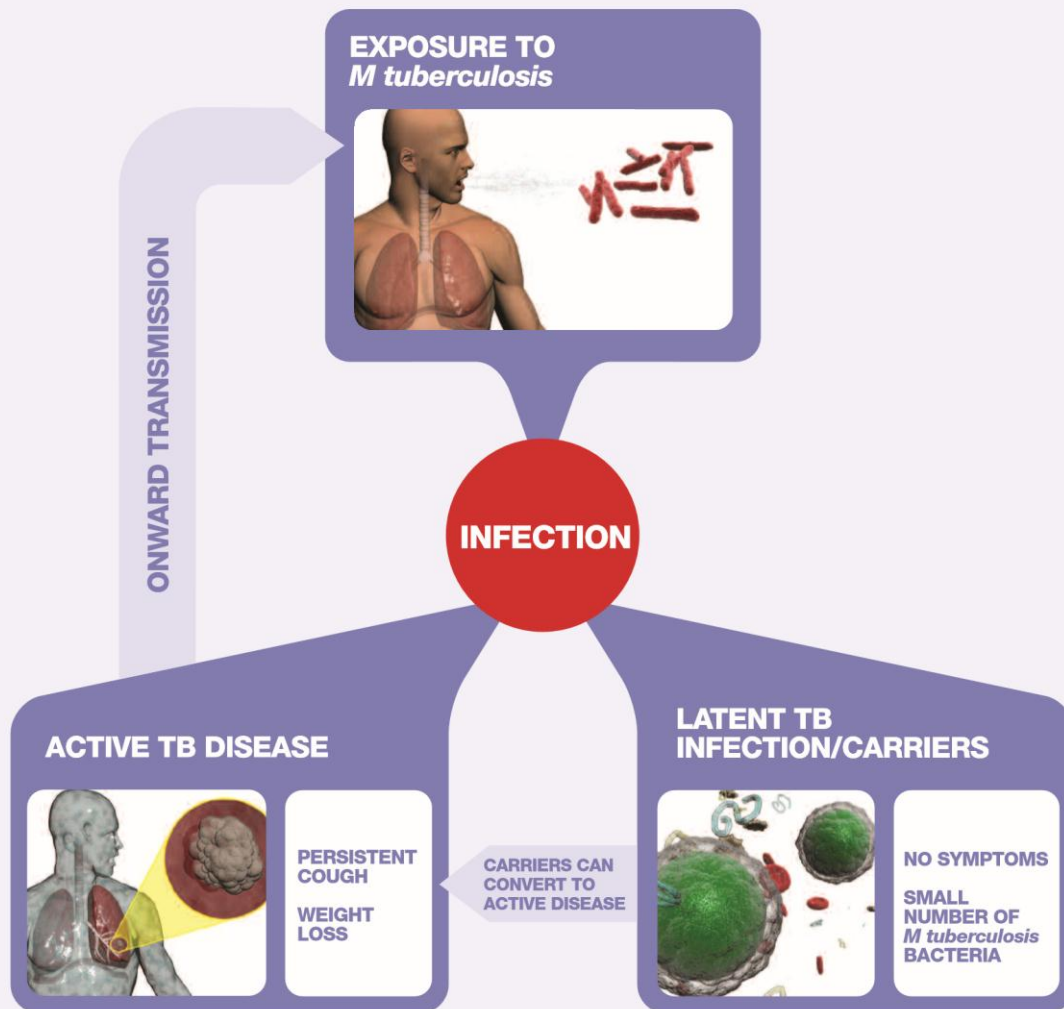 EXPOSURE TO
M tuberculosis
ONWARD TRANSMISSION
INFECTION
ACTIVE TB DISEASE
PERSISTENT
COUGH
WEIGHT
LOSS
CARRIERS CAN
CONVERT TO
ACTIVE DISEASE
LATENT TB
INFECTION/CARRIERS
NO SYMPTOMS
SMALL
NUMBER OF
M tuberculosis
BACTERIA